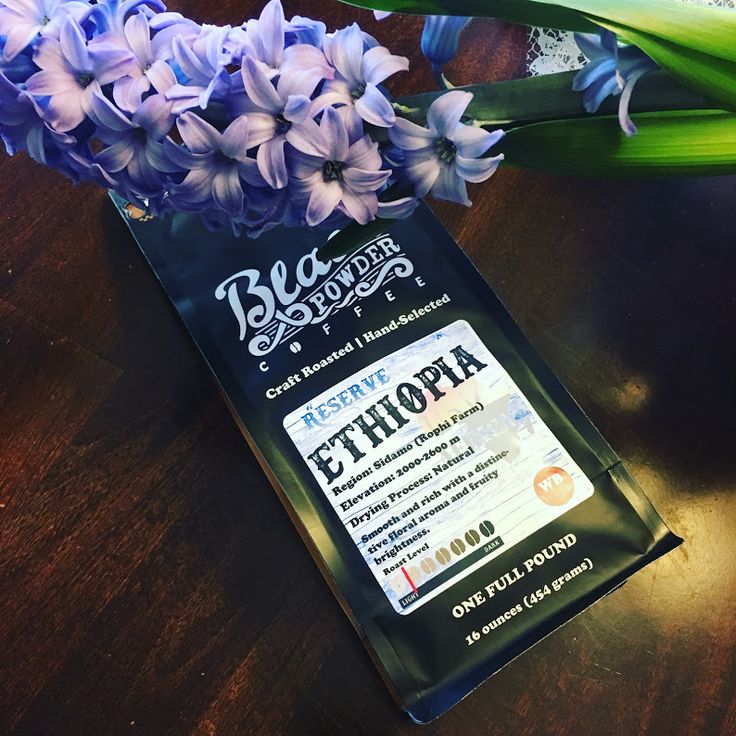 POWDER
COFFEE
Craft Roasted | Hand-Selected
RESERVE
ETHIOPIA
Region: Sidamo (Rophi Farm)
Elevation: 2000-2600 m
Drying Process: Natural
Smooth and rich with a distinc-
tive floral aroma and fruity
brightness.
Roast Level
LIGHT DARK
WB
ONE FULL POUND
16 ounces (454 grams)